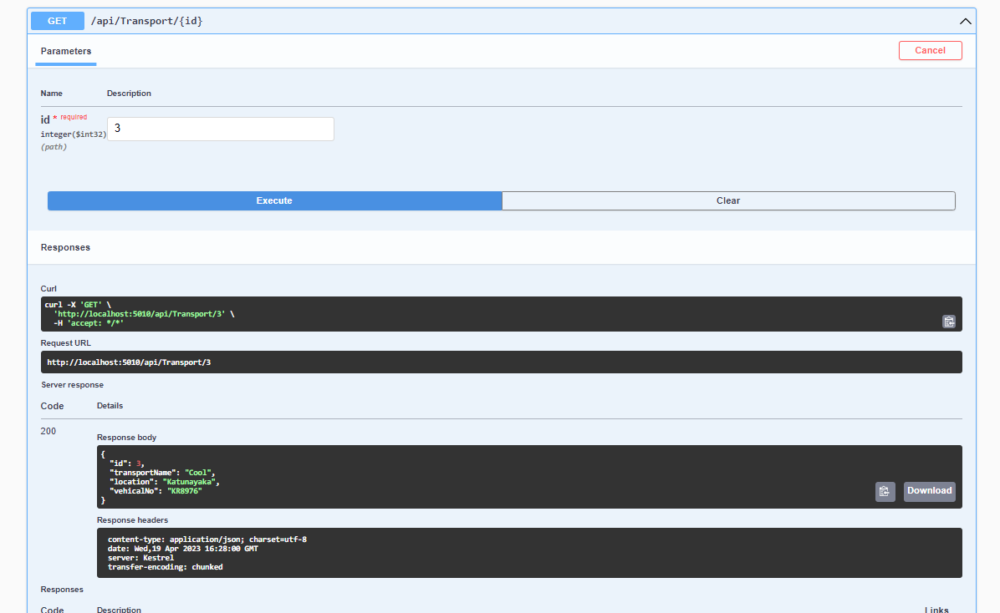 GET /api/Transport/{id}
Parameters
Cancel
Name Description
id * required
integer($int32)
(path)
3
Execute Clear
Responses
Curl
curl -X 'GET' \
'http://localhost:5010/api/Transport/3' \
-H 'accept: */*'
Request URL
http://localhost:5010/api/Transport/3
Server response
Code Details
200
Response body
{
"id": 3,
"transportName": "Cool",
"location": "Katunayaka",
"vehicalNo": "KR8976"
}
Download
Response headers
content-type: application/json; charset=utf-8
date: Wed,19 Apr 2023 16:28:00 GMT
server: Kestrel
transfer-encoding: chunked
Responses
Code Description Links